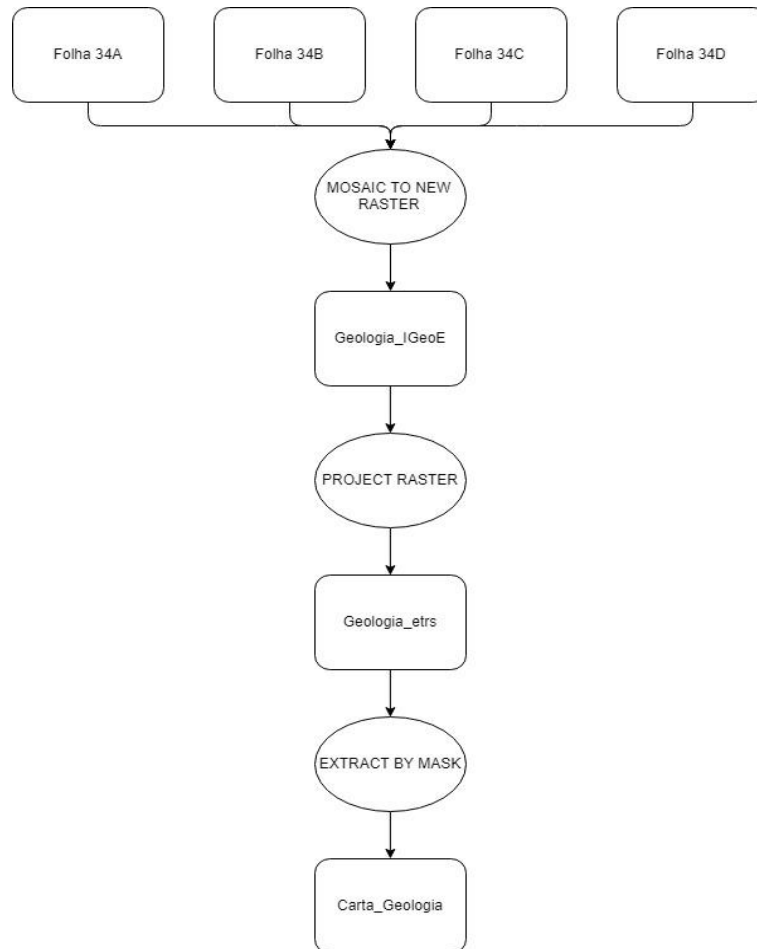 Folha 34A
Folha 34B
Folha 34C
Folha 34D
MOSAIC TO NEW
RASTER
Geologia_IGeoE
PROJECT RASTER
Geologia_etrs
EXTRACT BY MASK
Carta_Geologia